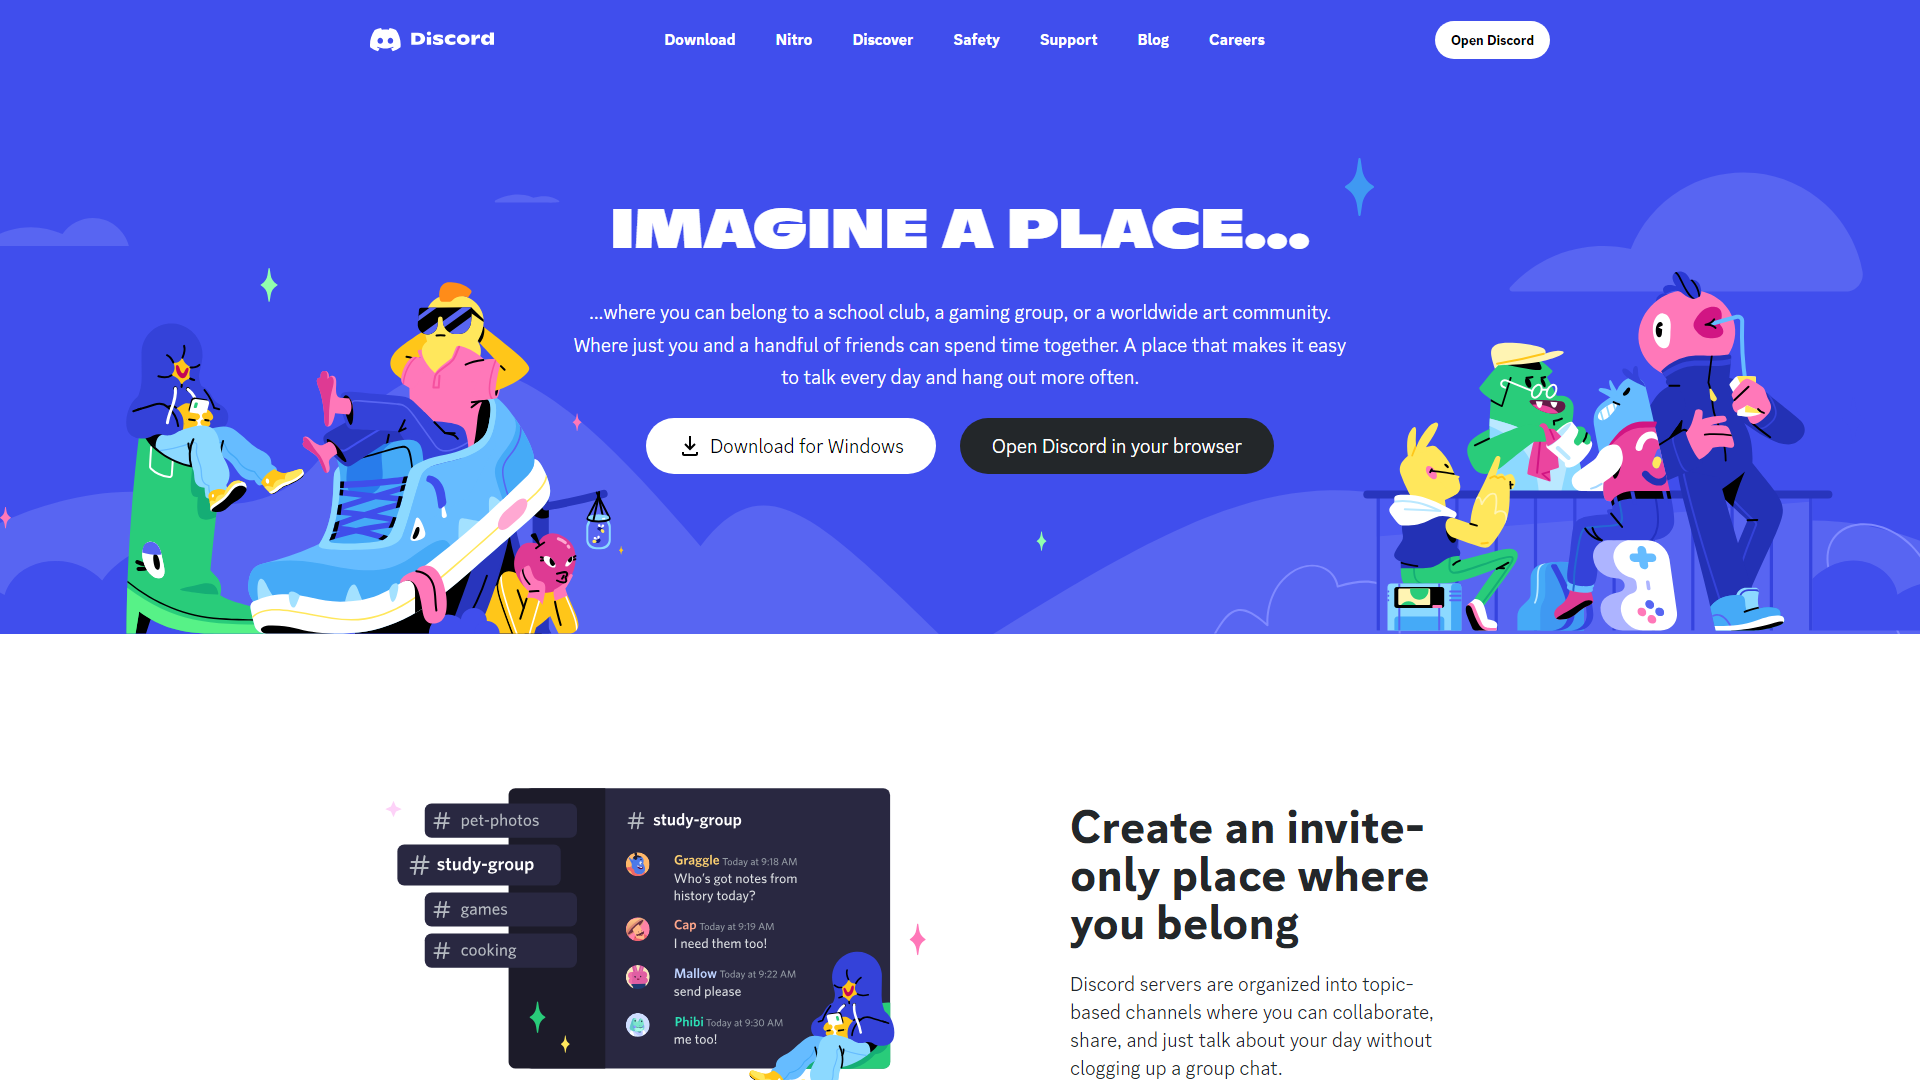 Discord
Download
Nitro
Discover
Safety
Support
Blog
Careers
Open Discord
IMAGINE A PLACE...
...where you can belong to a school club, a gaming group, or a worldwide art community.
Where just you and a handful of friends can spend time together. A place that makes it easy
to talk every day and hang out more often.
Download for Windows
Open Discord in your browser
# pet-photos
# study-group
# games
# cooking
# study-group
Graggle Today at 9:18 AM
Who's got notes from
history today?
Cap Today at 9:19 AM
I need them too!
Mallow Today at 9:22 AM
send please
Phibi Today at 9:30 AM
me too!
Create an invite-
only place where
you belong
Discord servers are organized into topic-
based channels where you can collaborate,
share, and just talk about your day without
clogging up a group chat.